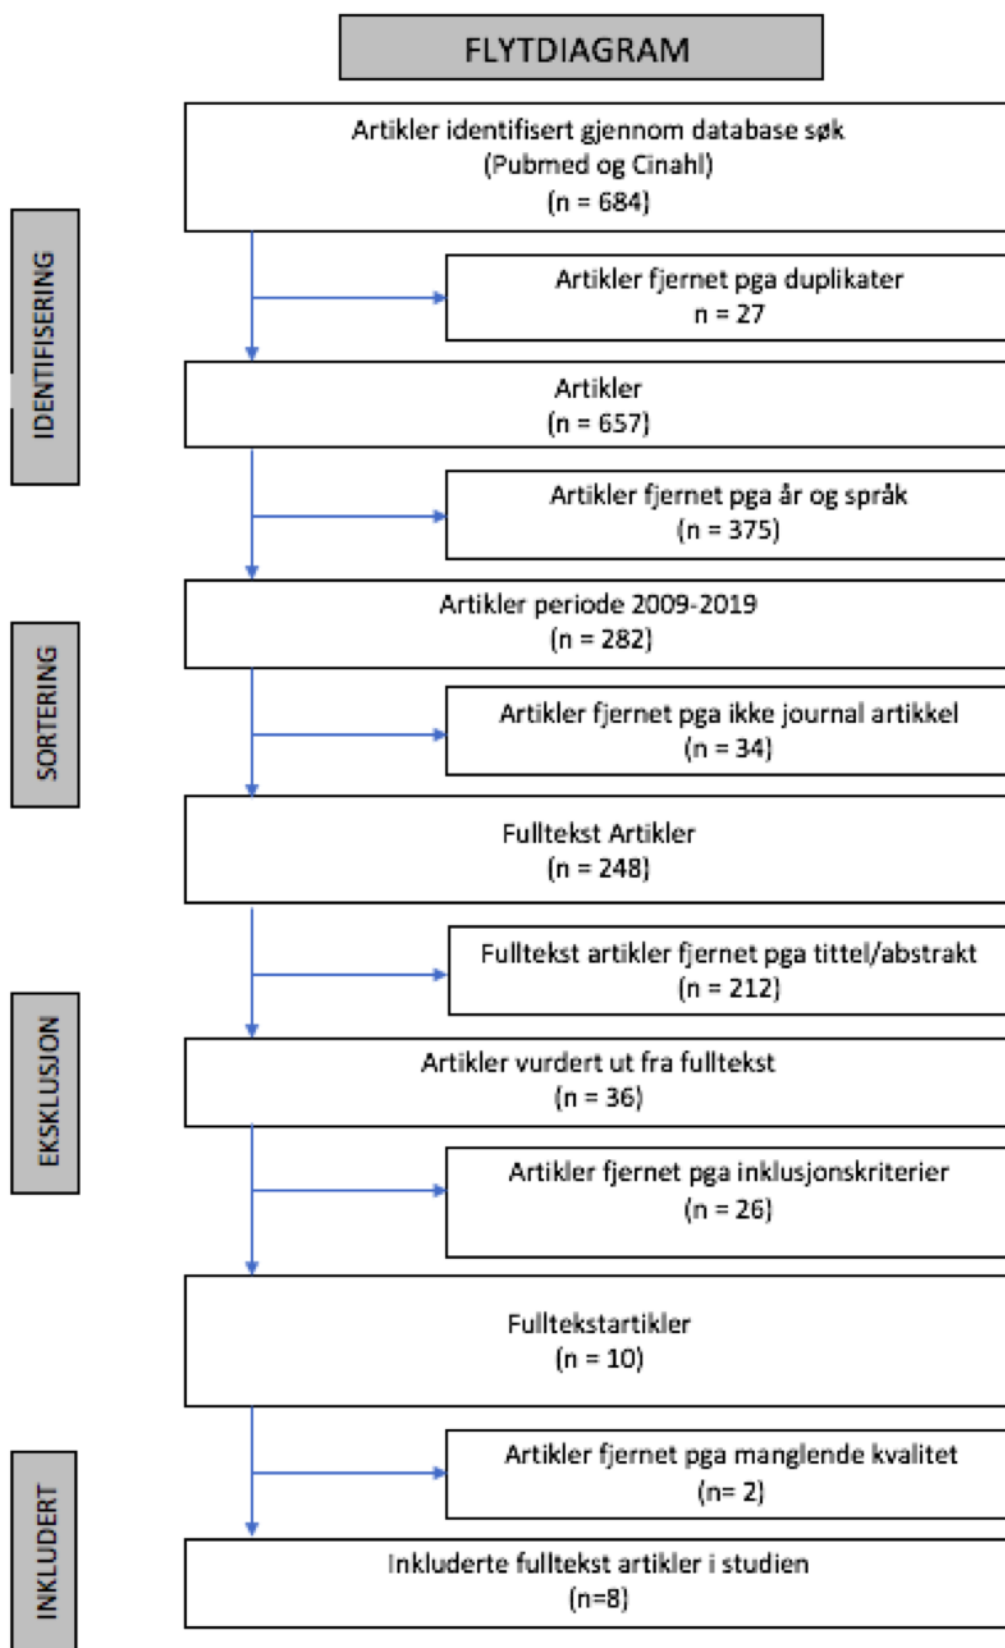 FLYTDIAGRAM
Artikler identifisert gjennom database søk
(Pubmed og Cinahl)
(n = 684)
IDENTIFISERING
Artikler fjernet pga duplikater
n = 27
Artikler
(n = 657)
Artikler fjernet pga år og språk
(n = 375)
Artikler periode 2009-2019
(n = 282)
SORTERING
Artikler fjernet pga ikke journal artikkel
(n = 34)
Fulltekst Artikler
(n = 248)
Fulltekst artikler fjernet pga tittel/abstrakt
(n = 212)
EKSKLUSJON
Artikler vurdert ut fra fulltekst
(n = 36)
Artikler fjernet pga inklusjonskriterier
(n = 26)
Fulltekstartikler
(n = 10)
Artikler fjernet pga manglende kvalitet
(n= 2)
INKLUDERT
Inkluderte fulltekst artikler i studien
(n=8)